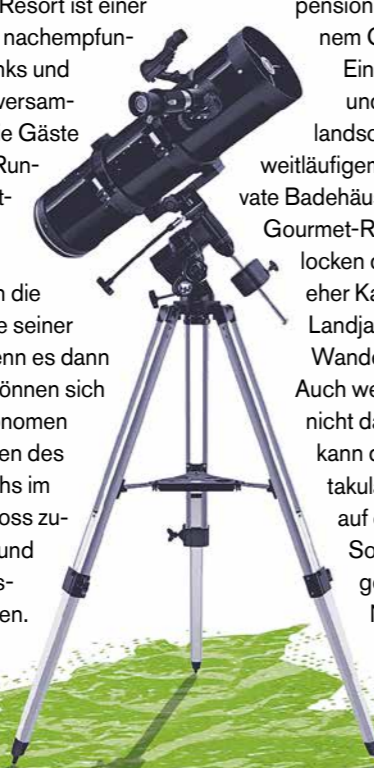 Resort ist einer
nachempfun-
nks und
versam-
e Gäste
Run-
t-
n die
e seiner
enn es dann
önnen sich
nomen
en des
hs im
oss zu-
und
s-
en.
pension
nem
Ein
und
landsc
weitläufigen
vate Badehäus
Gourmet-R
locken
eher Ka
Landja
Wande
Auch we
nicht da
kann
takula
auf
So
ge